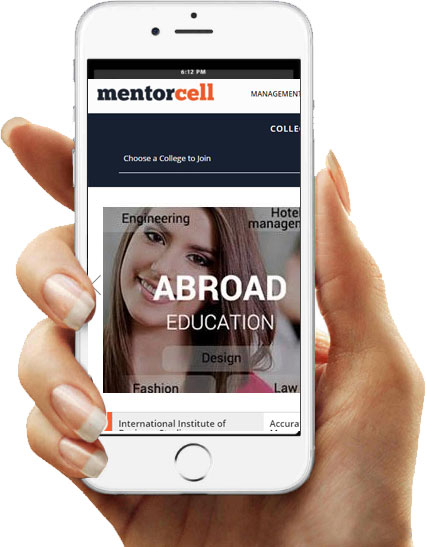 6:12 PM
mentorcell
MANAGEMENT
COLLE
Choose a College to Join
Engineering
Hote
managem
ABROAD
EDUCATION
Design
Fashion
Law
International Institute of
Accura